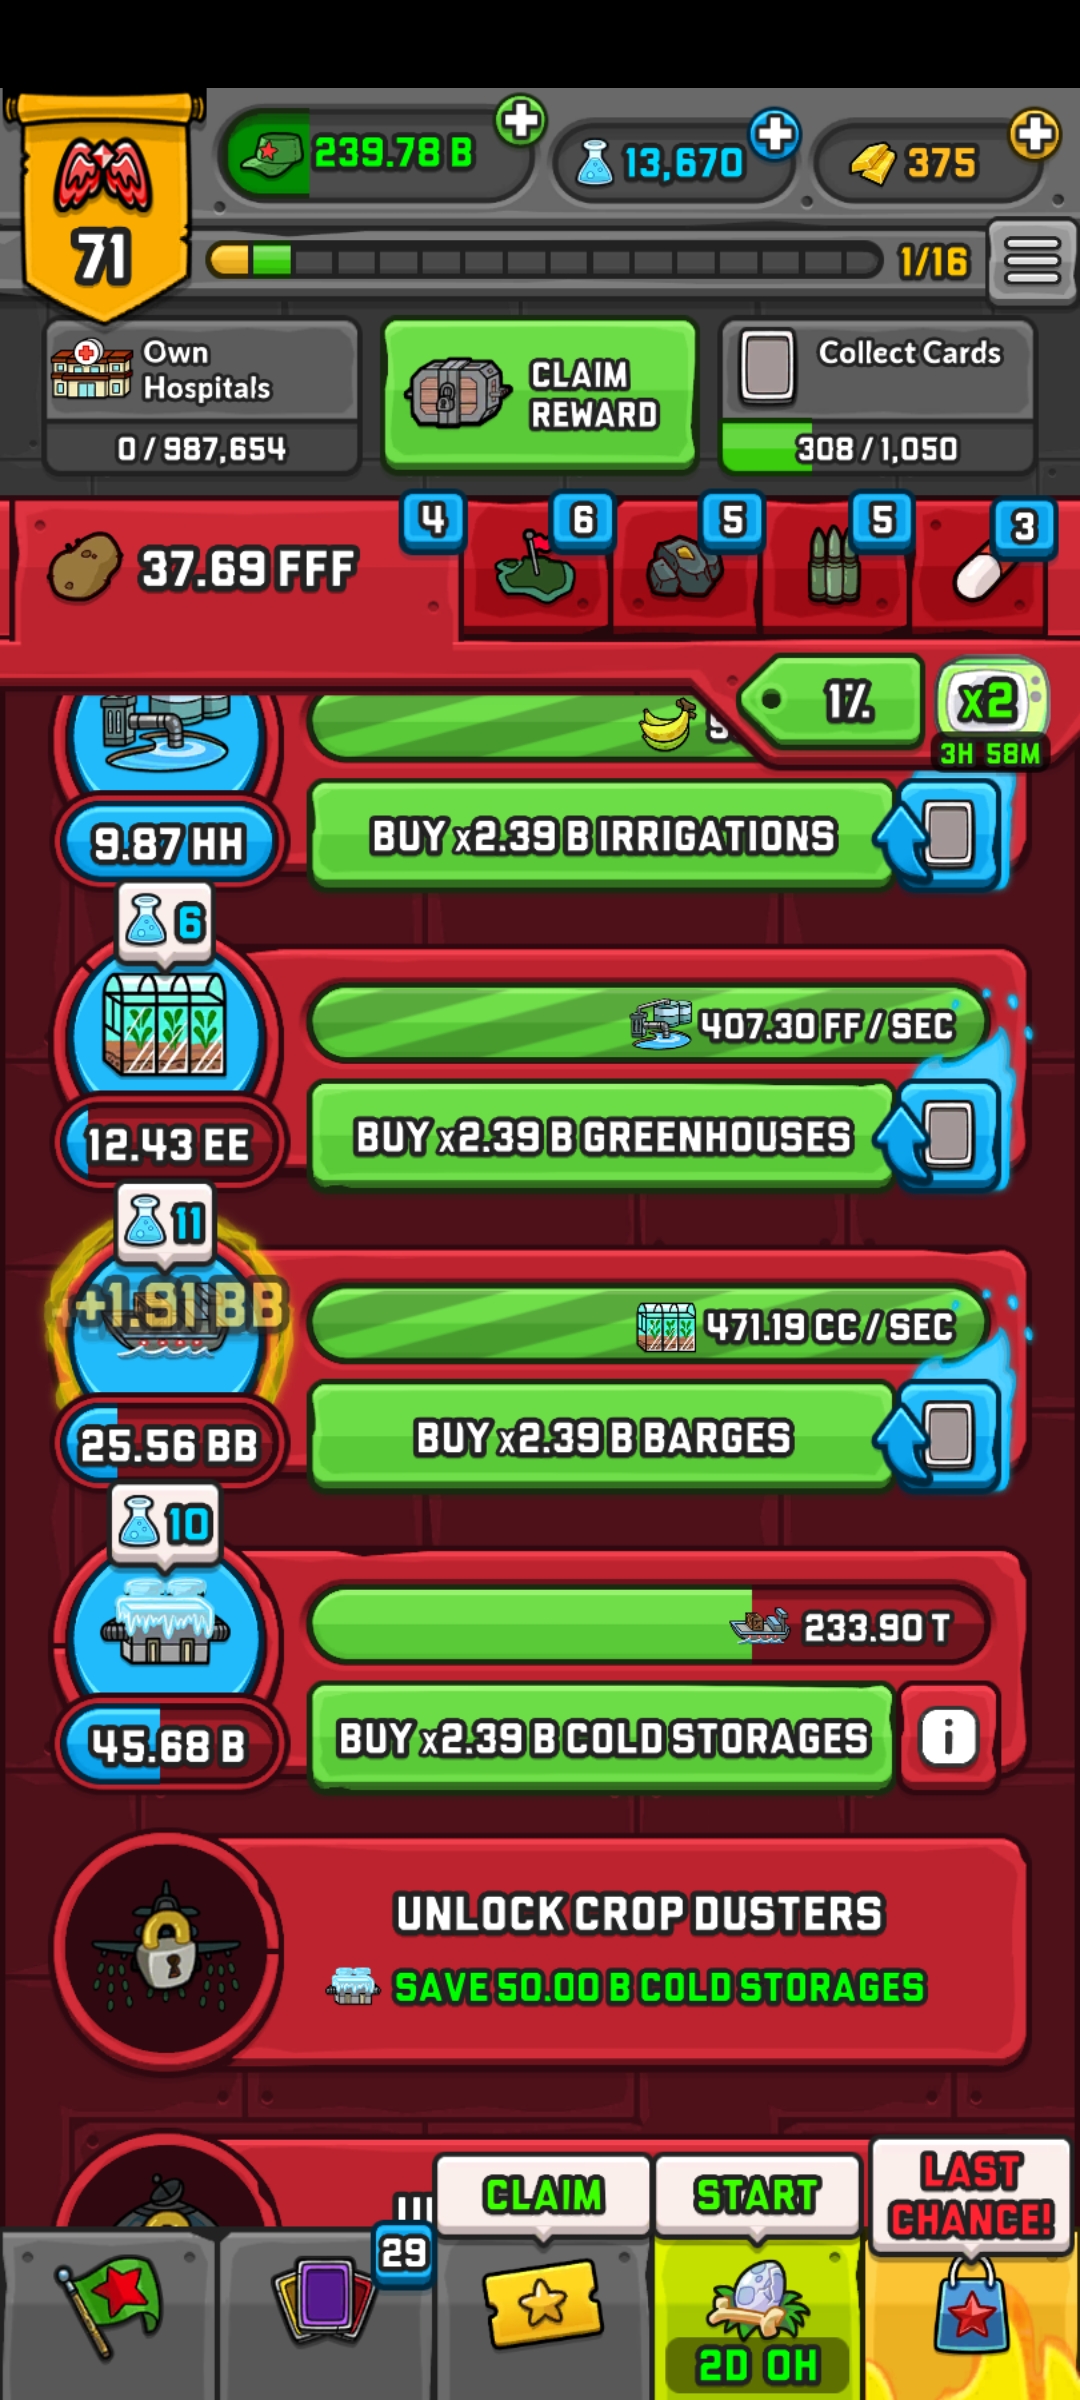 71
239.78 B
13,670
375
1/16
Own
Hospitals
0 / 987,654
CLAIM
REWARD
Collect Cards
308 / 1,050
37.69 FFF
4
6
5
5
3
1%
x2
3H 58M
9.87 HH
BUY x2.39 B IRRIGATIONS
6
407.30 FF / SEC
12.43 EE
BUY x2.39 B GREENHOUSES
11
+1.91 BB
471.19 CC / SEC
25.56 BB
BUY x2.39 B BARGES
10
233.90 T
45.68 B
BUY x2.39 B COLD STORAGES
i
UNLOCK CROP DUSTERS
SAVE 50.00 B COLD STORAGES
CLAIM
START
LAST
CHANCE!
29
2D 0H